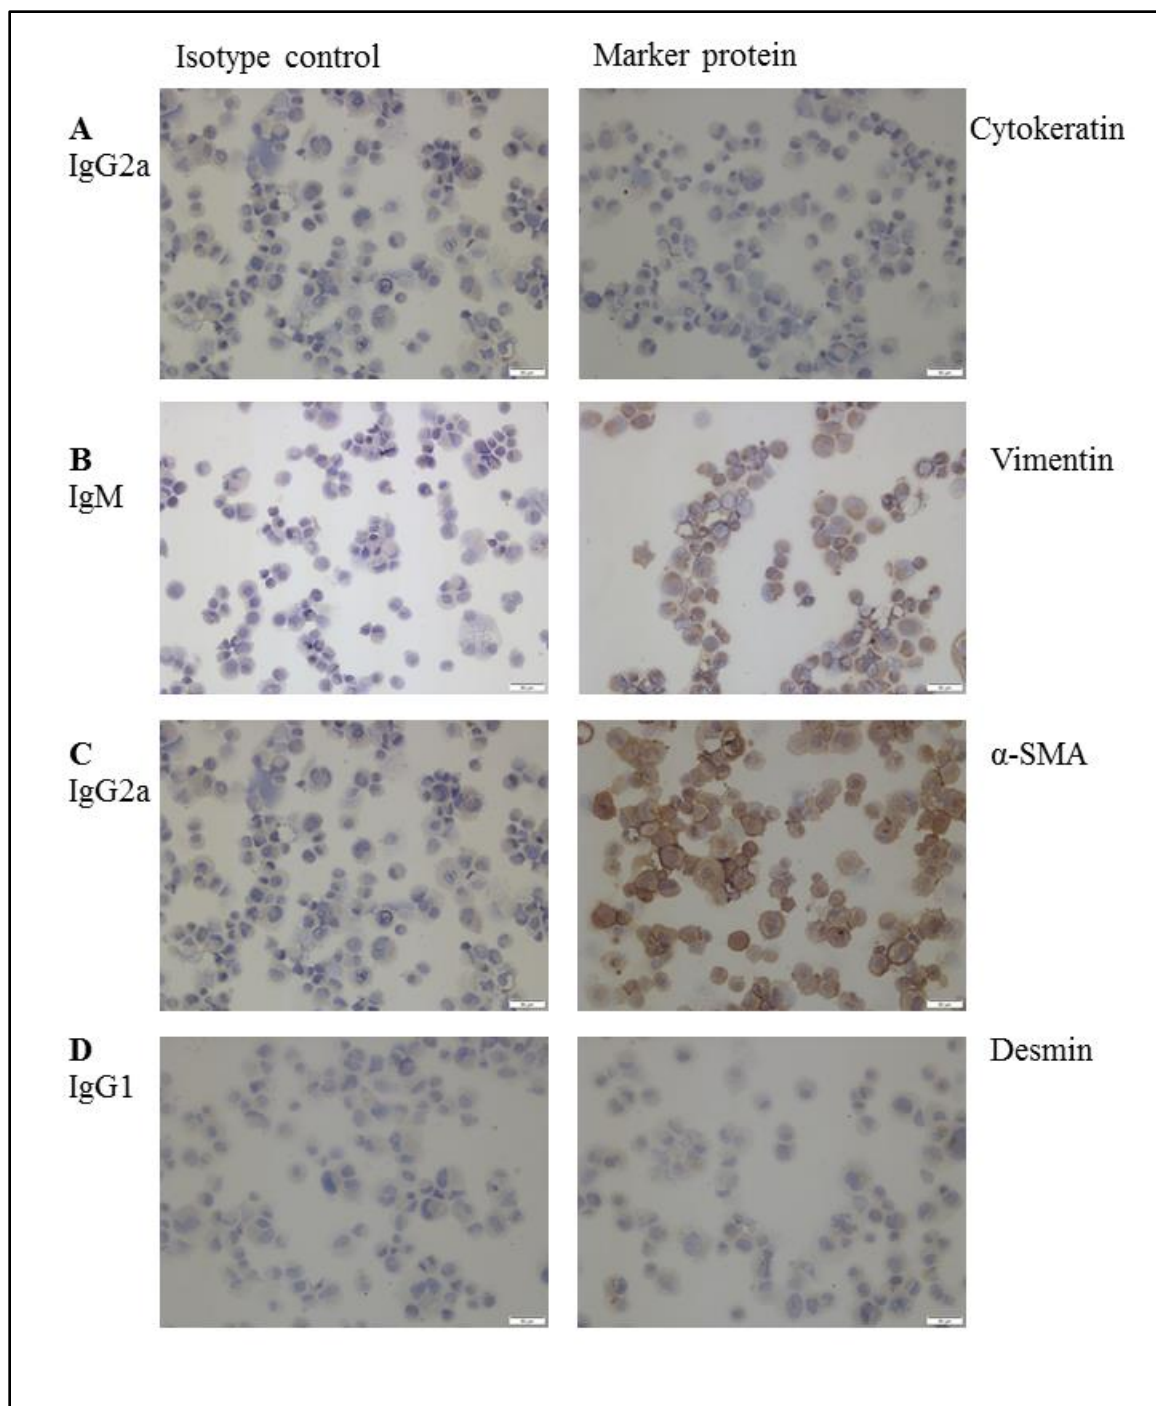 Isotype control
Marker protein
A
IgG2a
Cytokeratin
B
IgM
Vimentin
C
IgG2a
α-SMA
D
IgG1
Desmin